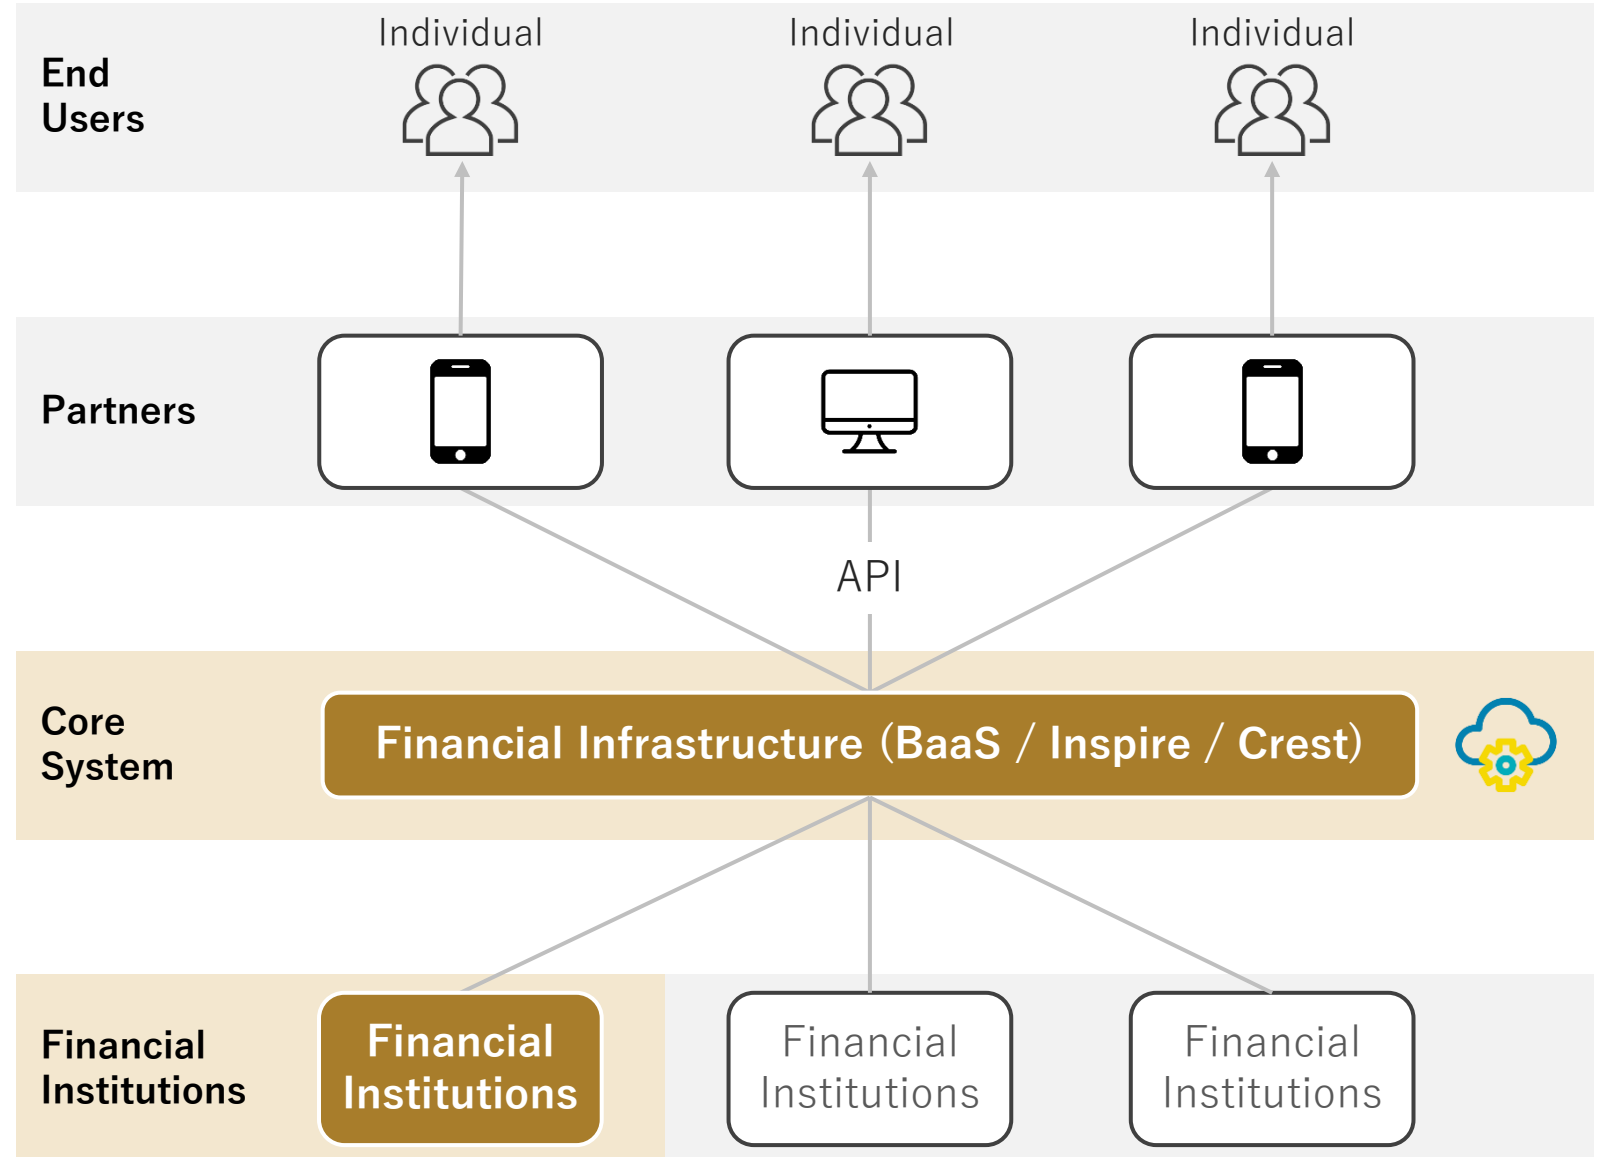 Individual
Individual
Individual
End
Users
Partners
API
Core
System
Financial Infrastructure (BaaS / Inspire / Crest)
Financial
Institutions
Financial
Institutions
Financial
Institutions
Financial
Institutions